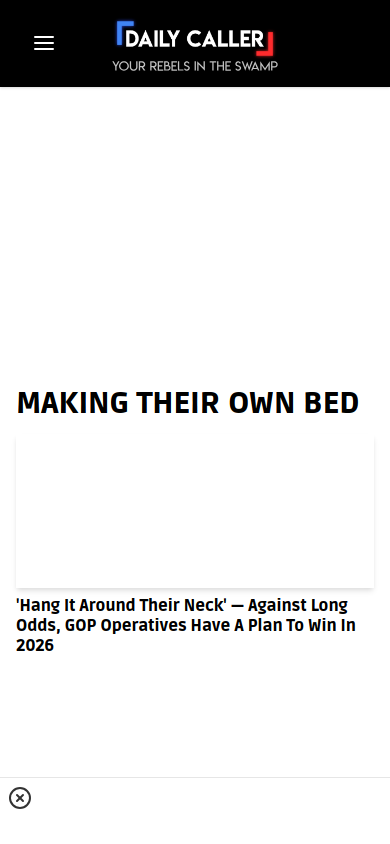 DAILY CALLER
YOUR REBELS IN THE SWAMP
MAKING THEIR OWN BED
'Hang It Around Their Neck' — Against Long
Odds, GOP Operatives Have A Plan To Win In
2026